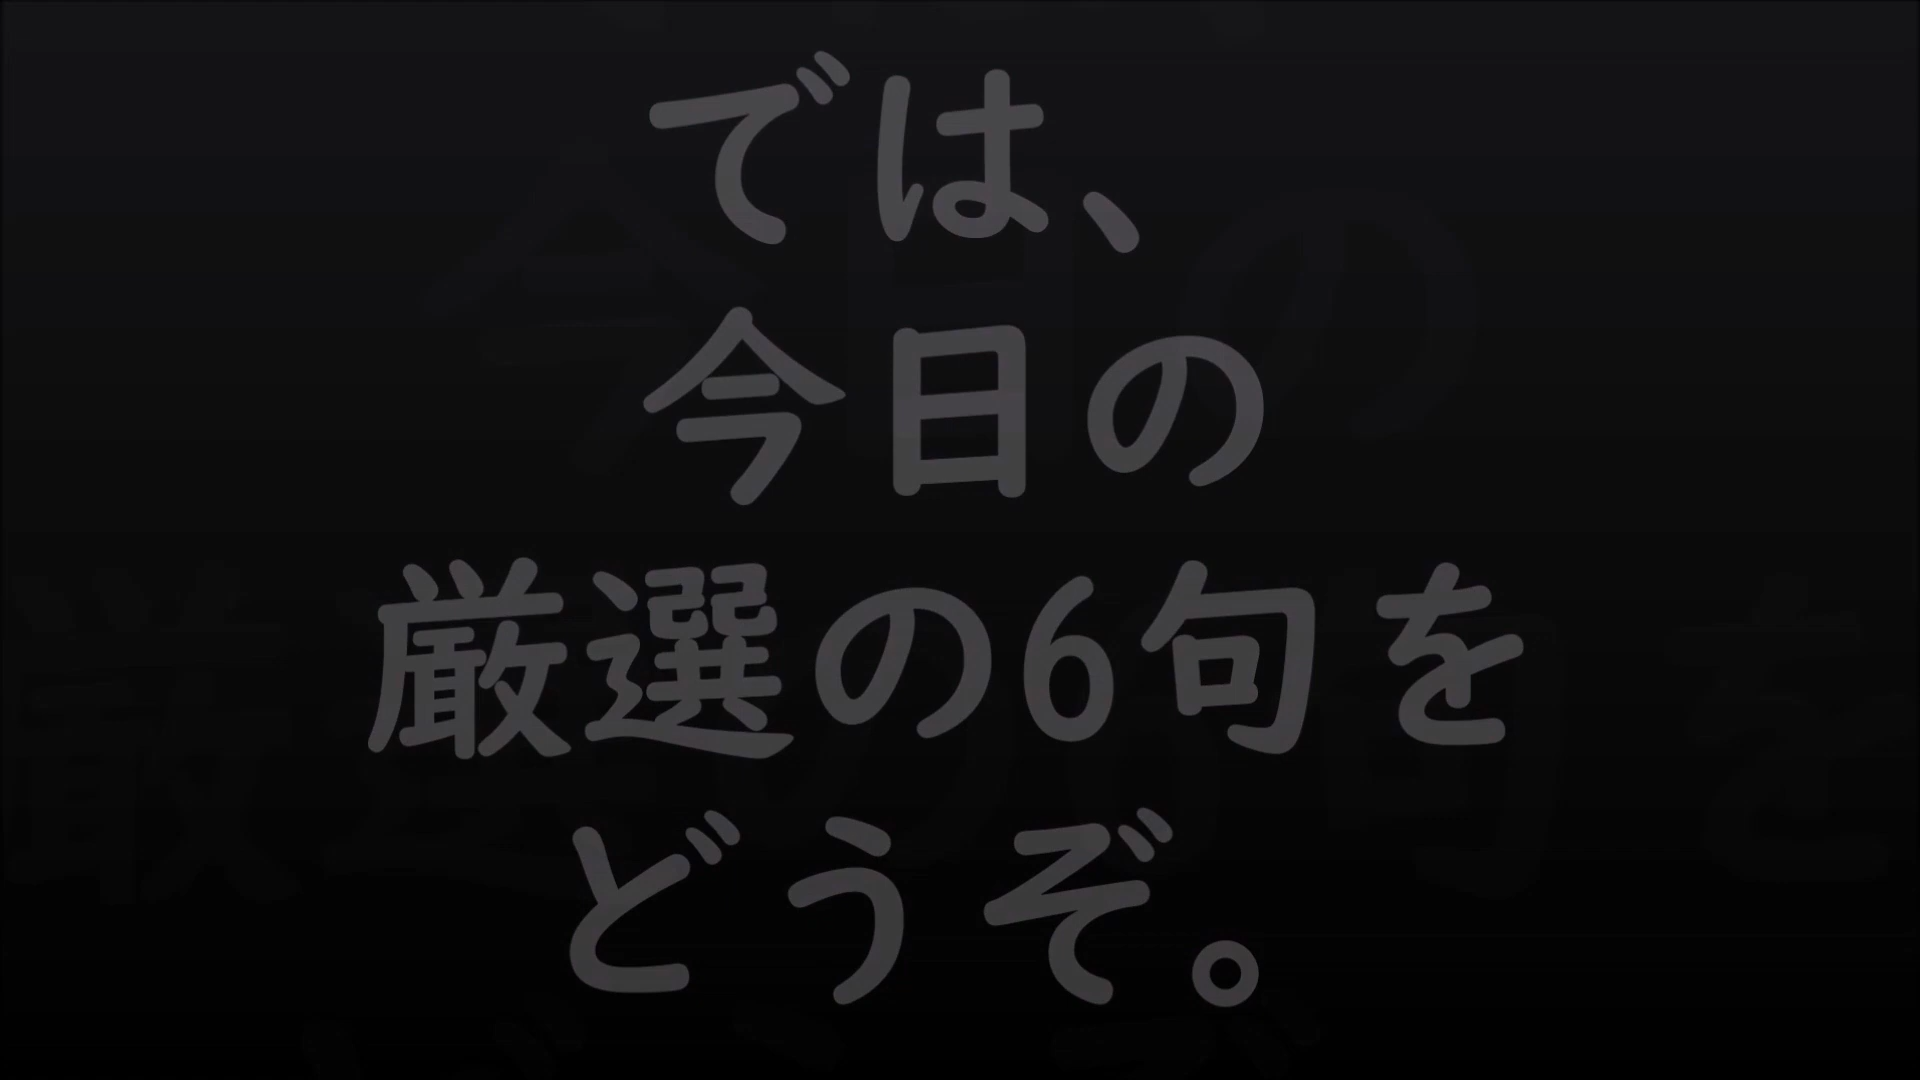 では、
今日の
厳選の6句を
どうぞ。